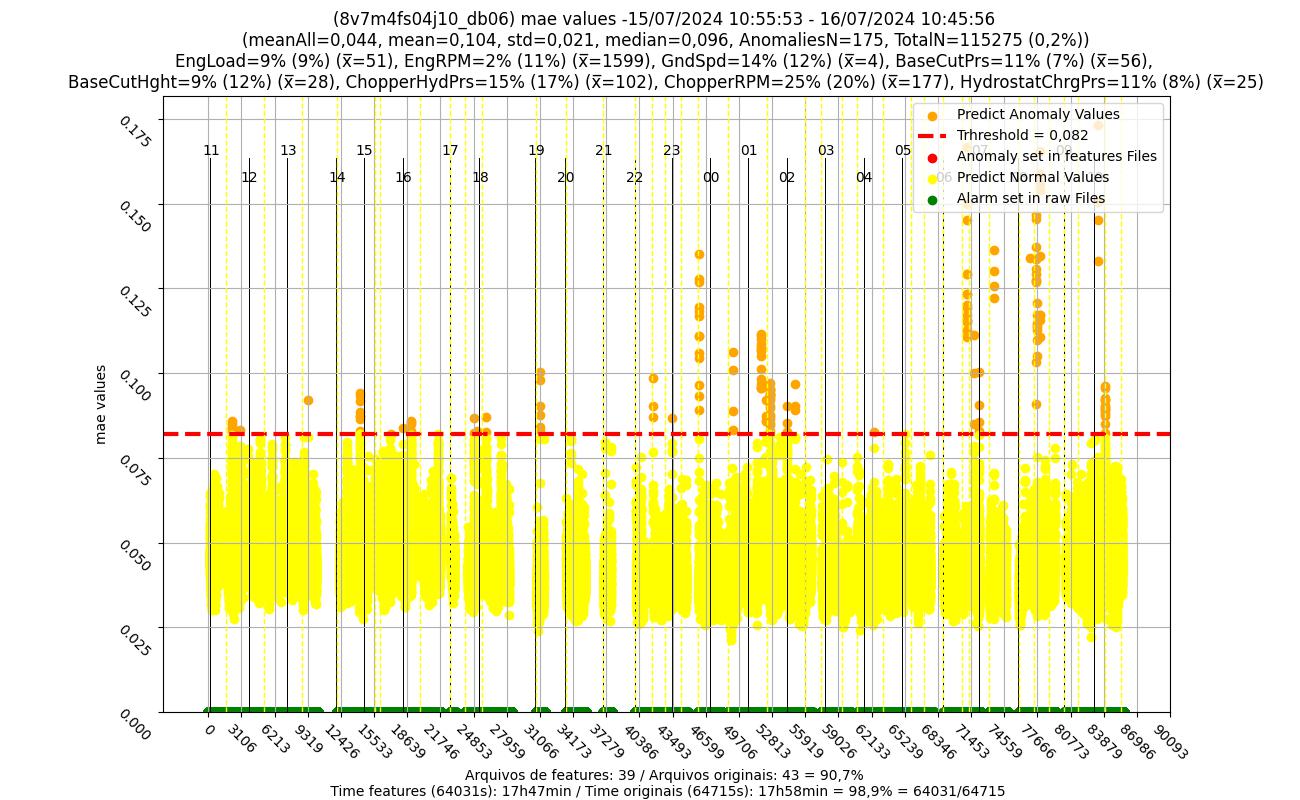 (8v7m4fs04j10_db06) mae values -15/07/2024 10:55:53 - 16/07/2024 10:45:56
(meanAll=0,044, mean=0,104, std=0,021, median=0,096, AnomaliesN=175, TotalN=115275 (0,2%))
EngLoad=9% (9%) (x̅=51), EngRPM=2% (11%) (x̅=1599), GndSpd=14% (12%) (x̅=4), BaseCutPrs=11% (7%) (x̅=56),
BaseCutHght=9% (12%) (x̅=28), ChopperHydPrs=15% (17%) (x̅=102), ChopperRPM=25% (20%) (x̅=177), HydrostatChrgPrs=11% (8%) (x̅=25)
Predict Anomaly Values
Trhreshold = 0,082
Anomaly set in features Files
Predict Normal Values
Alarm set in raw Files
11 13 15 17 19 21 23 01 03 05 07 09
12 14 16 18 20 22 00 02 04 06
0.175
0.150
0.125
0.100
0.075
0.050
0.025
0.000
mae values
0 3106 6213 9319 12426 15533 18639 21746 24853 27959 31066 34173 37279 40386 43493 46599 49706 52813 55919 59026 62133 65239 68346 71453 74559 77666 80773 83879 86986 90093
Arquivos de features: 39 / Arquivos originais: 43 = 90,7%
Time features (64031s): 17h47min / Time originais (64715s): 17h58min = 98,9% = 64031/64715